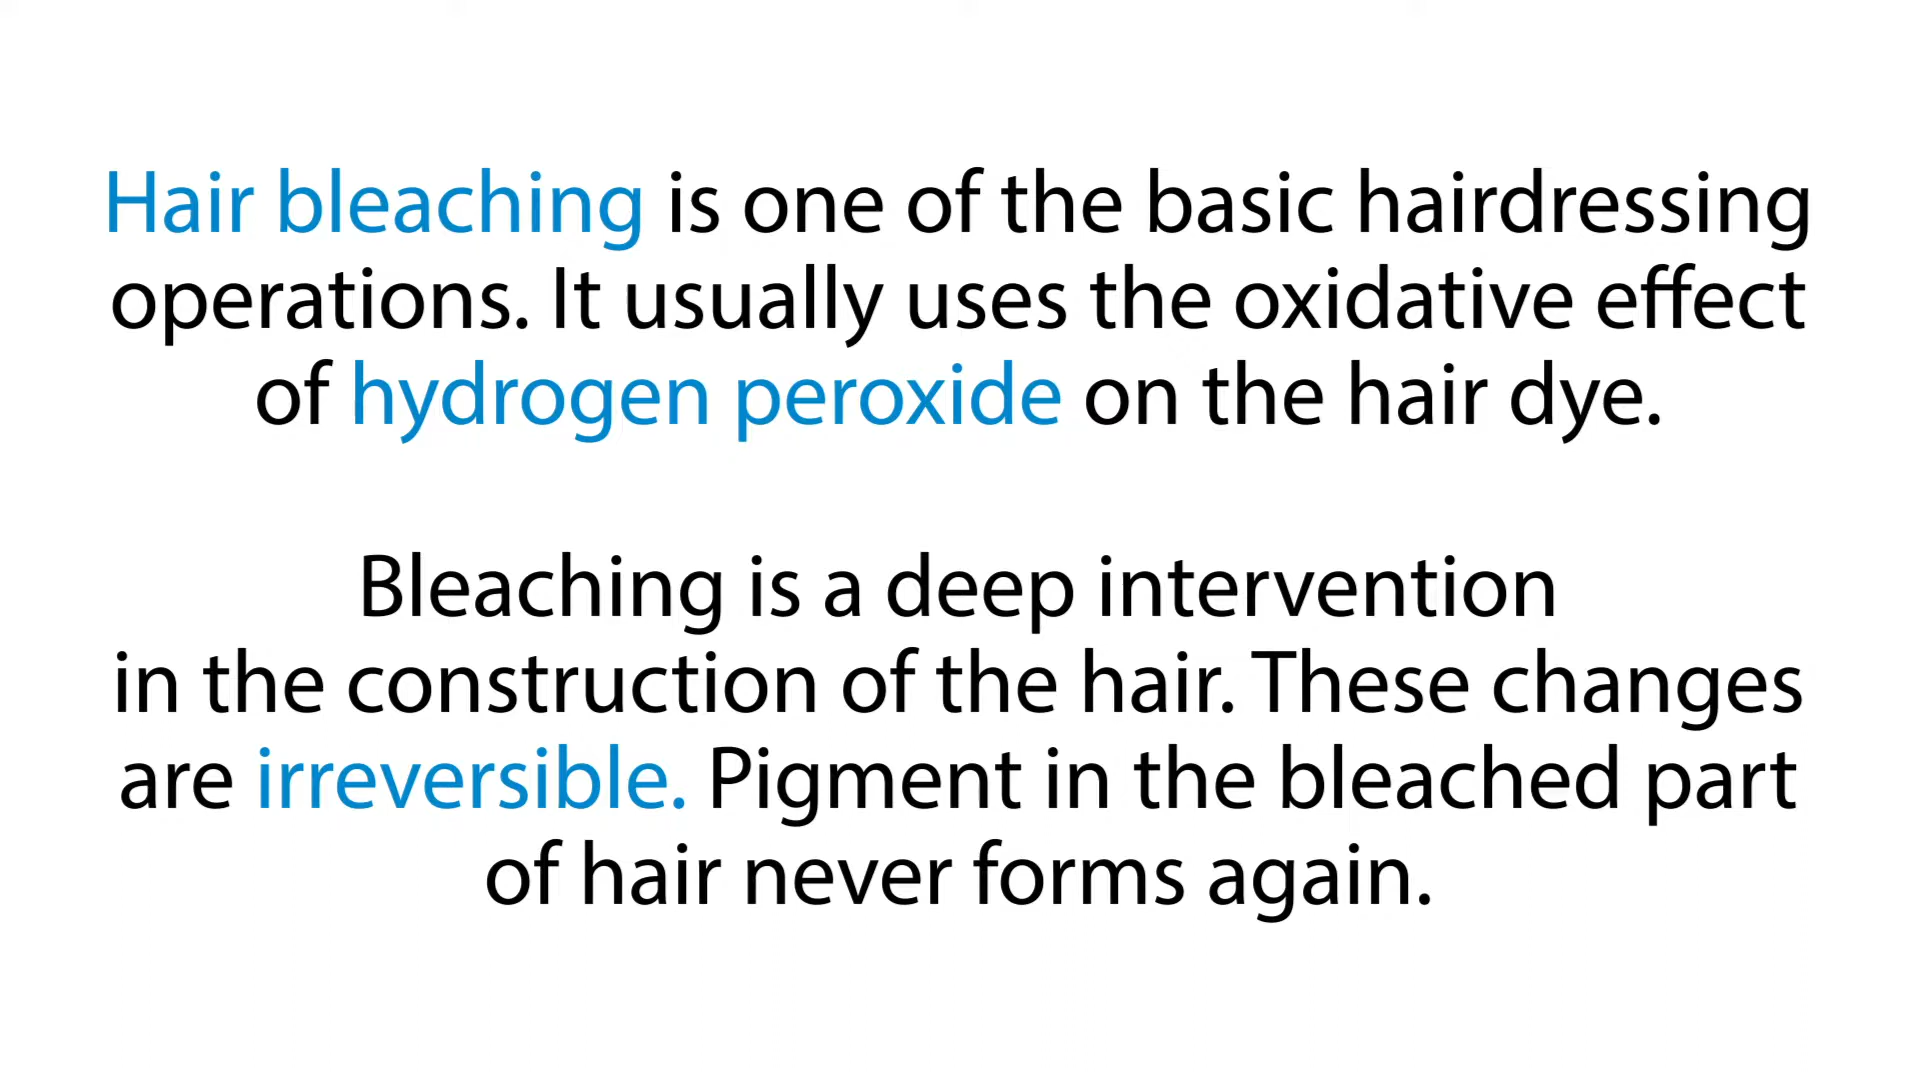 Hair bleaching is one of the basic hairdressing
operations. It usually uses the oxidative effect
of hydrogen peroxide on the hair dye.
Bleaching is a deep intervention
in the construction of the hair. These changes
are irreversible. Pigment in the bleached part
of hair never forms again.